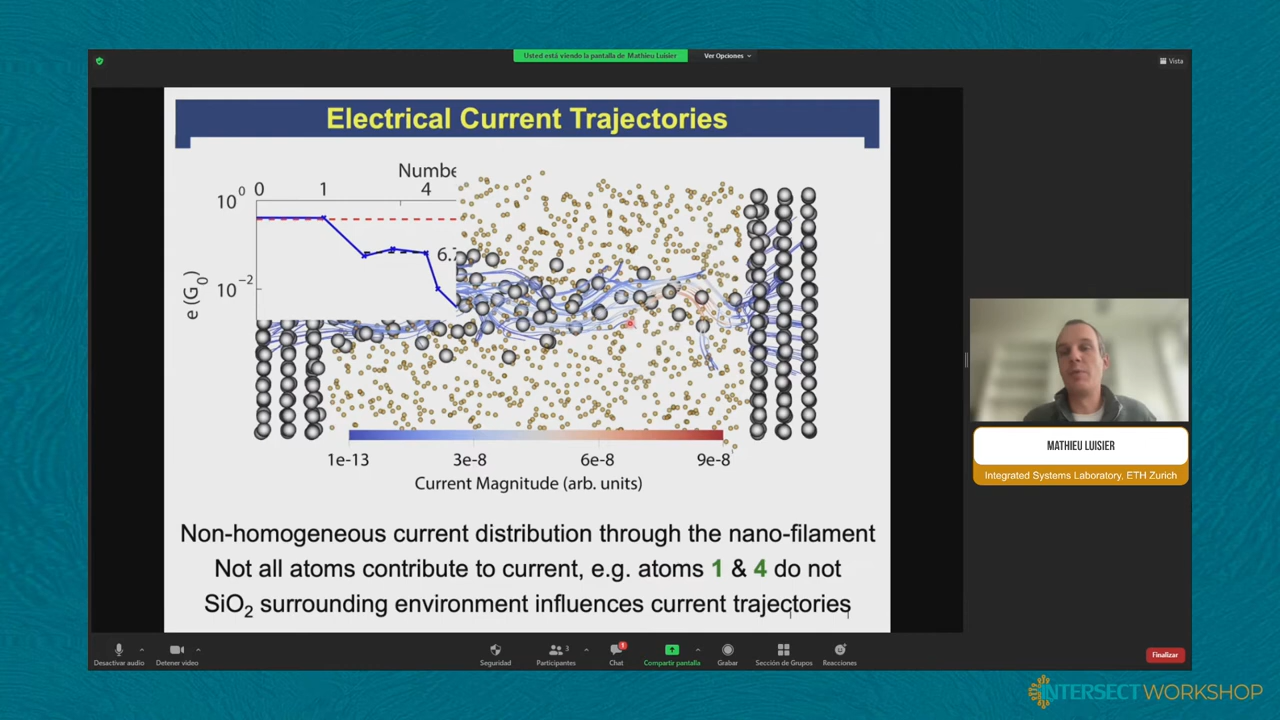 Usted está viendo la pantalla de Mathieu Luisier
Ver Opciones
Vista
Electrical Current Trajectories
Numbe
0 1 4
10⁰
6.
10⁻²
e (G₀)
1e-13 3e-8 6e-8 9e-8
Current Magnitude (arb. units)
Non-homogeneous current distribution through the nano-filament
Not all atoms contribute to current, e.g. atoms 1 & 4 do not
SiO₂ surrounding environment influences current trajectories
MATHIEU LUISIER
Integrated Systems Laboratory, ETH Zurich
Desactivar audio
Detener video
Seguridad
Participantes
3
Chat
1
Compartir pantalla
Grabar
Sección de Grupos
Reacciones
Finalizar
INTERSECT WORKSHOP